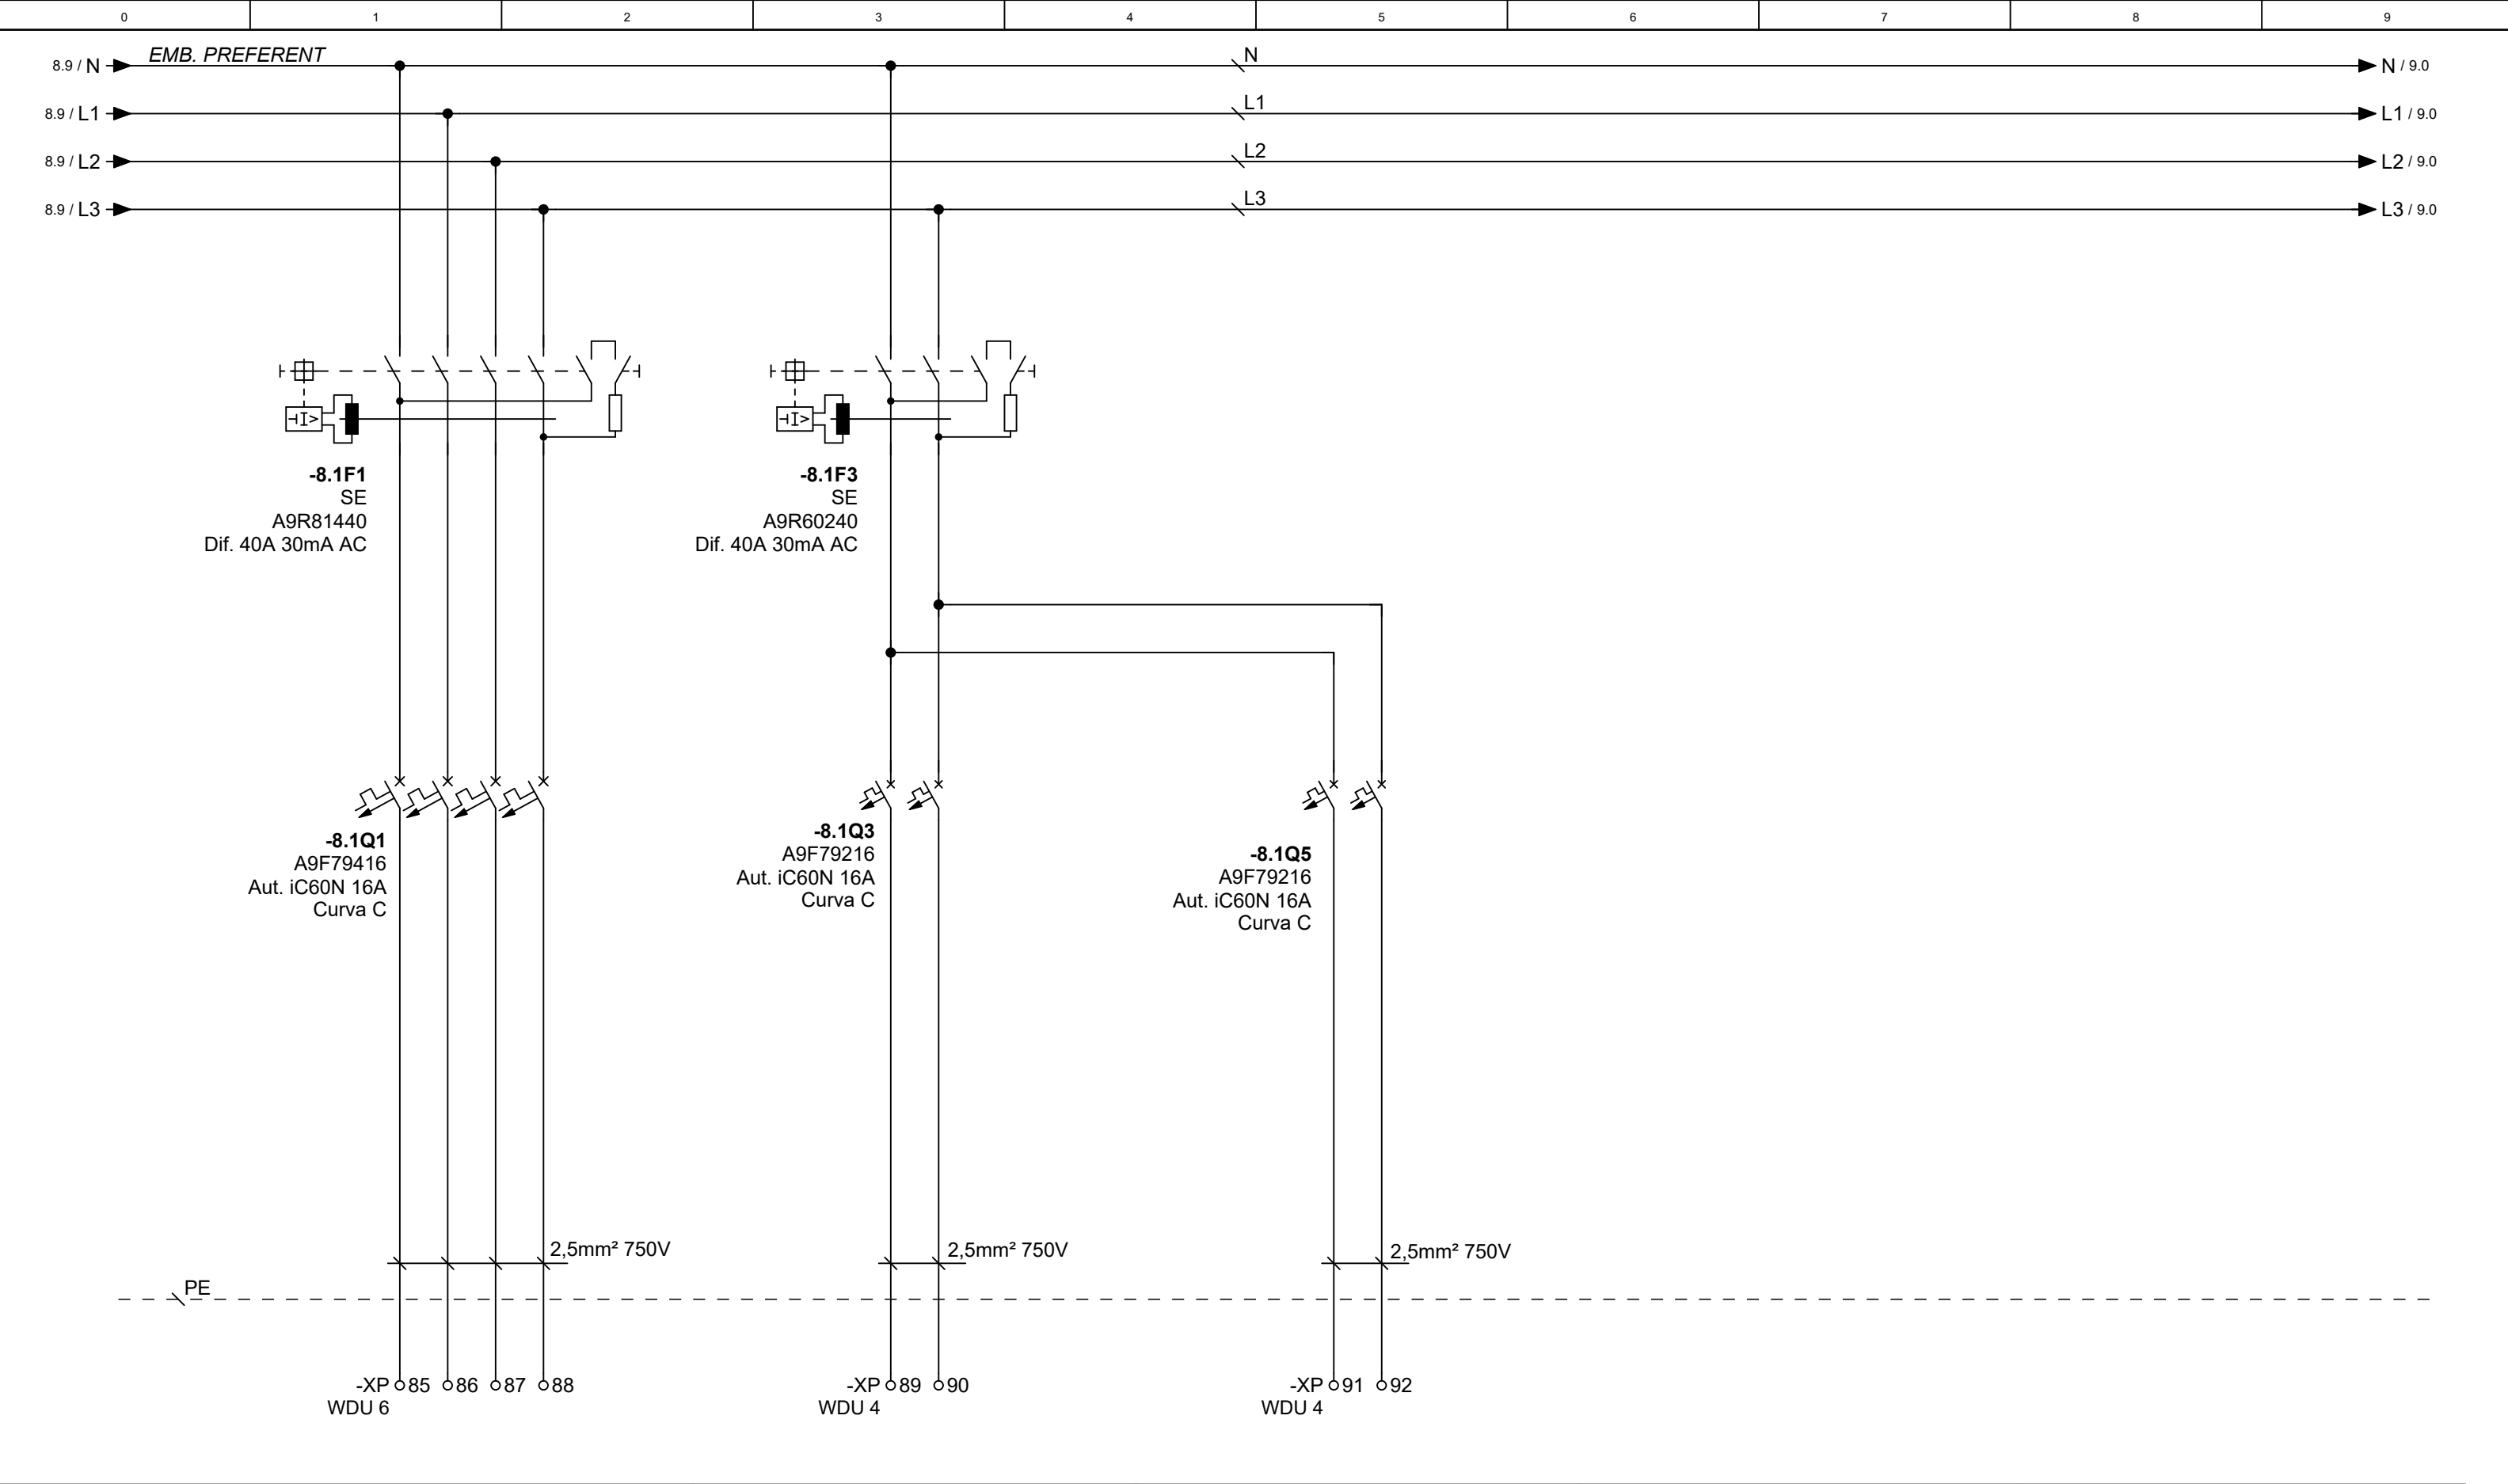 0 1 2 3 4 5 6 7 8 9
EMB. PREFERENT
8.9 / N N N / 9.0
8.9 / L1 L1 L1 / 9.0
8.9 / L2 L2 L2 / 9.0
8.9 / L3 L3 L3 / 9.0
I>
I>
-8.1F1
SE
A9R81440
Dif. 40A 30mA AC
-8.1F3
SE
A9R60240
Dif. 40A 30mA AC
-8.1Q1
A9F79416
Aut. iC60N 16A
Curva C
-8.1Q3
A9F79216
Aut. iC60N 16A
Curva C
-8.1Q5
A9F79216
Aut. iC60N 16A
Curva C
2,5mm² 750V
2,5mm² 750V
2,5mm² 750V
PE
-XP 85 86 87 88
WDU 6
-XP 89 90
WDU 4
-XP 91 92
WDU 4